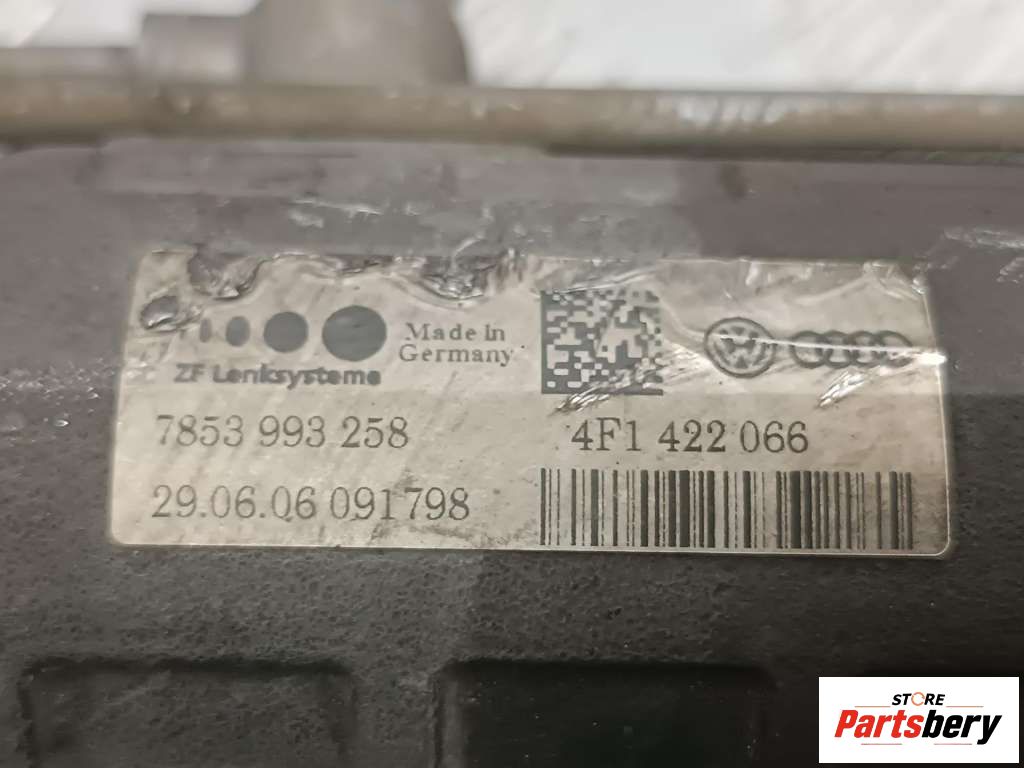 Made in
Germany
ZF Lenksysteme
7853 993 258
4F1 422 066
29.06.06 091798
STORE
Partsbery